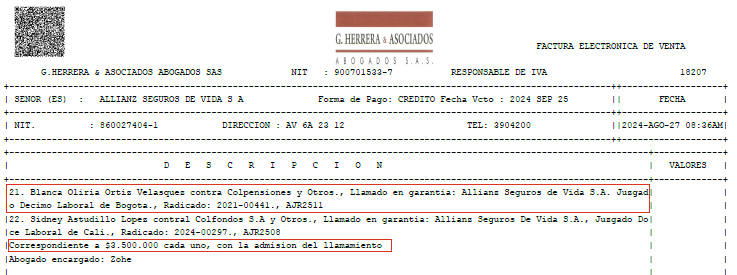 G. HERRERA & ASOCIADOS
ABOGADOS S.A.S.
FACTURA ELECTRONICA DE VENTA
G.HERRERA & ASOCIADOS ABOGADOS SAS NIT : 900701533-7 RESPONSABLE DE IVA 18207
SENOR (ES) : ALLIANZ SEGUROS DE VIDA S A Forma de Pago: CREDITO Fecha Vcto : 2024 SEP 25 || FECHA |
NIT. : 860027404-1 DIRECCION : AV 6A 23 12 TEL: 3904200 ||2024-AGO-27 08:36AM|
| D E S C R I P C I O N | VALORES |
21. Blanca Oliria Ortiz Velasquez contra Colpensiones y Otros., Llamado en garantia: Allianz Seguros de Vida S.A. Juzgad
o Decimo Laboral de Bogota., Radicado: 2021-00441., AJR2511
22. Sidney Astudillo Lopez contral Colfondos S.A y Otros., Llamado en garantia: Allianz Seguros De Vida S.A., Juzgado Do
ce Laboral de Cali., Radicado: 2024-00297., AJR2508
Correspondiente a $3.500.000 cada uno, con la admision del llamamiento
Abogado encargado: Zohe